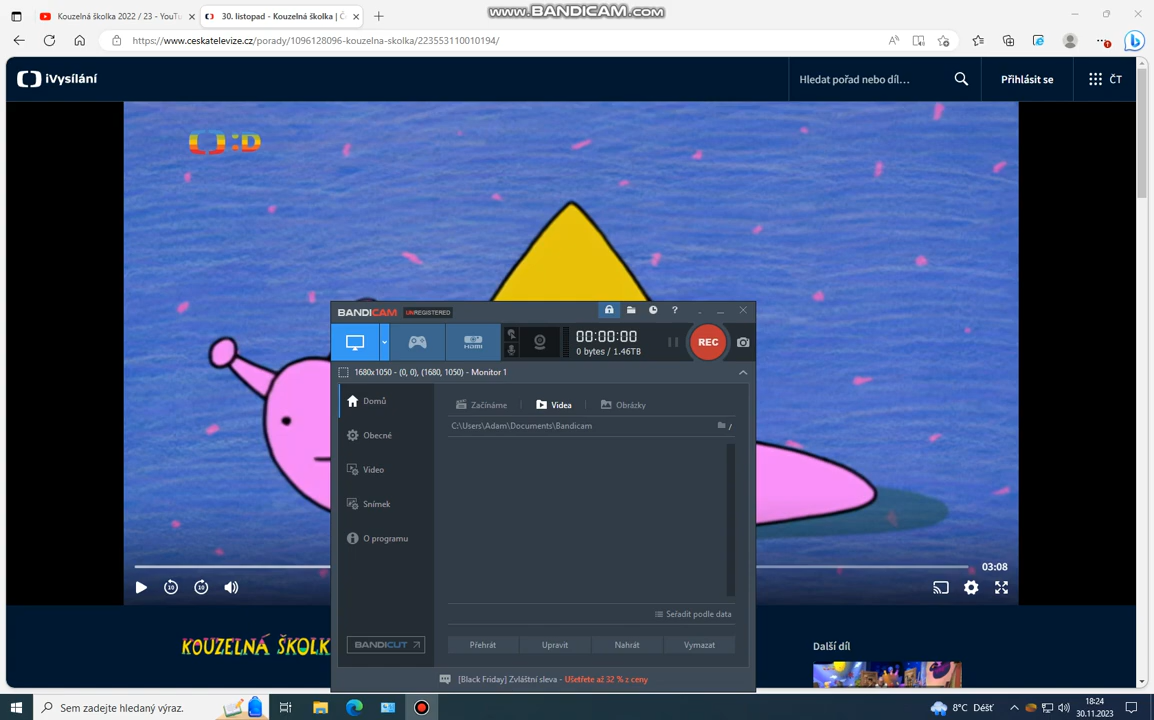 www.BANDICAM.com
Kouzelná školka 2022 / 23 - YouTu
30. listopad - Kouzelná školka | Č
https://www.ceskatelevize.cz/porady/1096128096-kouzelna-skolka/223553110010194/
iVysílání
Hledat pořad nebo díl…
Přihlásit se
ČT
:D
BANDICAM UNREGISTERED
HDMI
00:00:00
0 bytes / 1.46TB
REC
1680x1050 - (0, 0), (1680, 1050) - Monitor 1
Domů
Obecné
Video
Snímek
O programu
BANDICUT
Začínáme
Videa
Obrázky
C:\Users\Adam\Documents\Bandicam
Seřadit podle data
Přehrát
Upravit
Nahrát
Vymazat
[Black Friday] Zvláštní sleva - Ušetřete až 32 % z ceny
10
10
03:08
KOUZELNÁ ŠKOLK
Další díl
Sem zadejte hledaný výraz.
8°C Déšť
18:24
30.11.2023